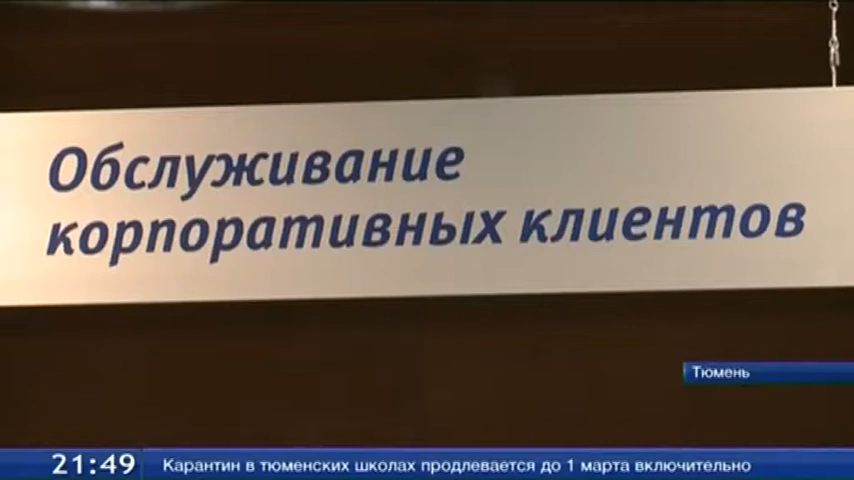 Обслуживание
корпоративных клиентов
Тюмень
21:49 Карантин в тюменских школах продлевается до 1 марта включительно